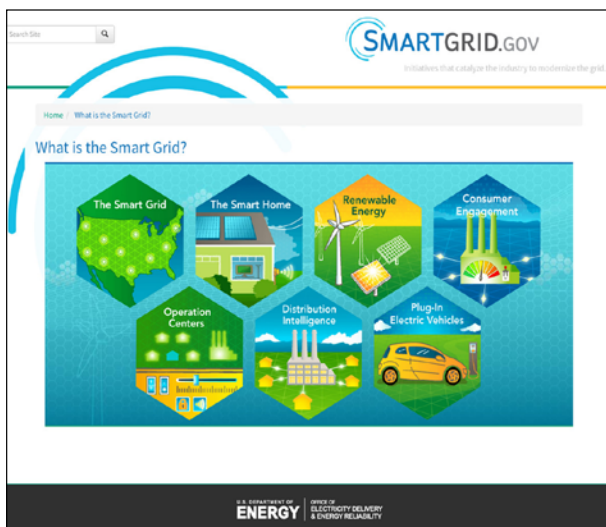 Search Site
SMARTGRID.GOV
Initiatives that catalyze the industry to modernize the grid.
Home / What is the Smart Grid?
What is the Smart Grid?
The Smart Grid
The Smart Home
Renewable
Energy
Consumer
Engagement
Operation
Centers
Distribution
Intelligence
Plug-In
Electric Vehicles
U.S. DEPARTMENT OF
ENERGY
OFFICE OF
ELECTRICITY DELIVERY
& ENERGY RELIABILITY